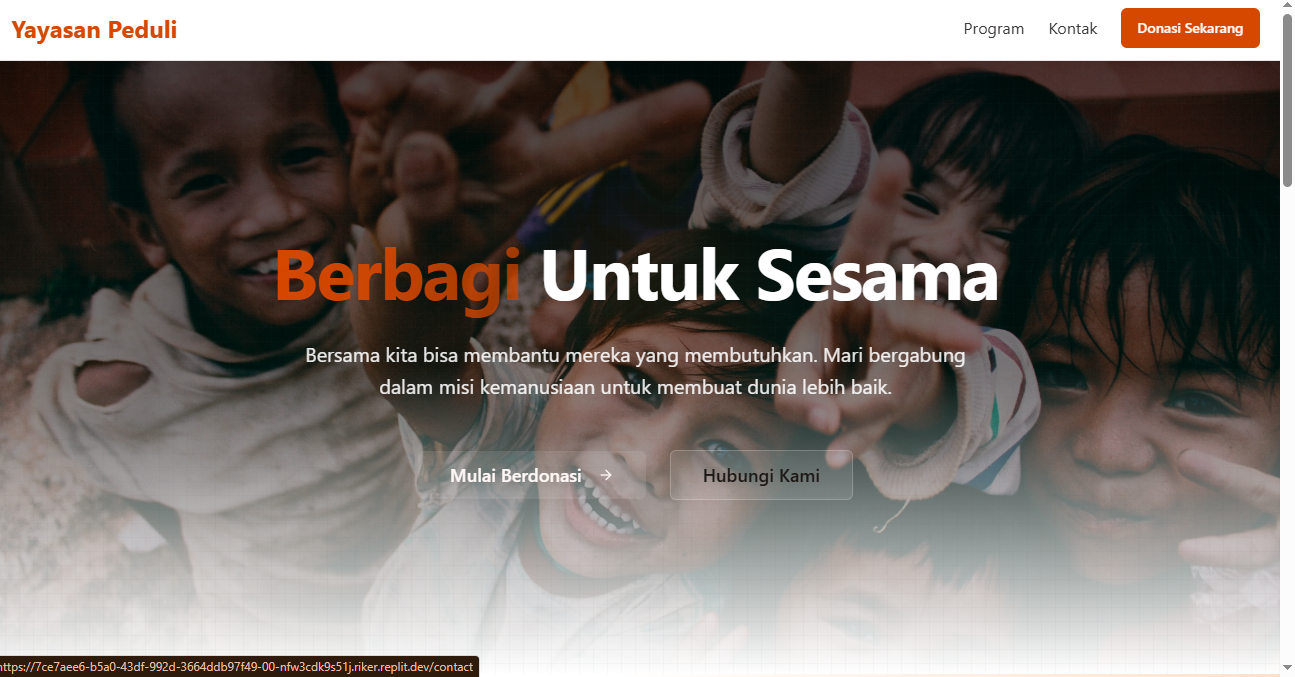 Yayasan Peduli
Program
Kontak
Donasi Sekarang
Berbagi Untuk Sesama
Bersama kita bisa membantu mereka yang membutuhkan. Mari bergabung
dalam misi kemanusiaan untuk membuat dunia lebih baik.
Mulai Berdonasi →
Hubungi Kami
https://7ce7aee6-b5a0-43df-992d-3664ddb97f49-00-nfw3cdk9s51j.riker.replit.dev/contact